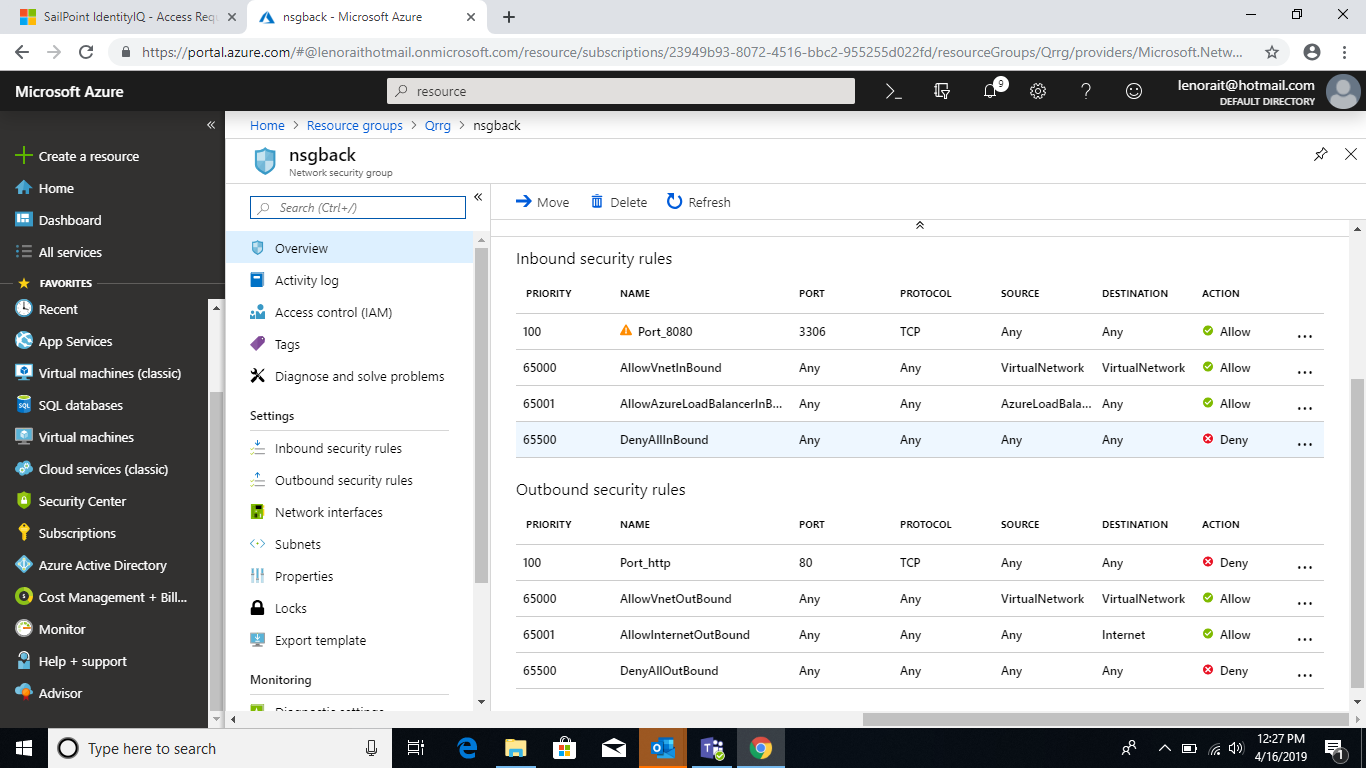 SailPoint IdentityIQ - Access Requ
nsgback - Microsoft Azure
https://portal.azure.com/#@lenoraithotmail.onmicrosoft.com/resource/subscriptions/23949b93-8072-4516-bbc2-955255d022fd/resourceGroups/Qrrg/providers/Microsoft.Netw...
Microsoft Azure
resource
9
lenorait@hotmail.com
DEFAULT DIRECTORY
Create a resource
Home
Dashboard
All services
FAVORITES
Recent
App Services
Virtual machines (classic)
SQL databases
Virtual machines
Cloud services (classic)
Security Center
Subscriptions
Azure Active Directory
Cost Management + Bill...
Monitor
Help + support
Advisor
Home > Resource groups > Qrrg > nsgback
nsgback
Network security group
Search (Ctrl+/)
Overview
Activity log
Access control (IAM)
Tags
Diagnose and solve problems
Settings
Inbound security rules
Outbound security rules
Network interfaces
Subnets
Properties
Locks
Export template
Monitoring
Diagnostic settings
Move Delete Refresh
Inbound security rules
PRIORITY NAME PORT PROTOCOL SOURCE DESTINATION ACTION
100 Port_8080 3306 TCP Any Any Allow ...
65000 AllowVnetInBound Any Any VirtualNetwork VirtualNetwork Allow ...
65001 AllowAzureLoadBalancerInB... Any Any AzureLoadBala... Any Allow ...
65500 DenyAllInBound Any Any Any Any Deny ...
Outbound security rules
PRIORITY NAME PORT PROTOCOL SOURCE DESTINATION ACTION
100 Port_http 80 TCP Any Any Deny ...
65000 AllowVnetOutBound Any Any VirtualNetwork VirtualNetwork Allow ...
65001 AllowInternetOutBound Any Any Any Internet Allow ...
65500 DenyAllOutBound Any Any Any Any Deny ...
Type here to search
12:27 PM
4/16/2019
1